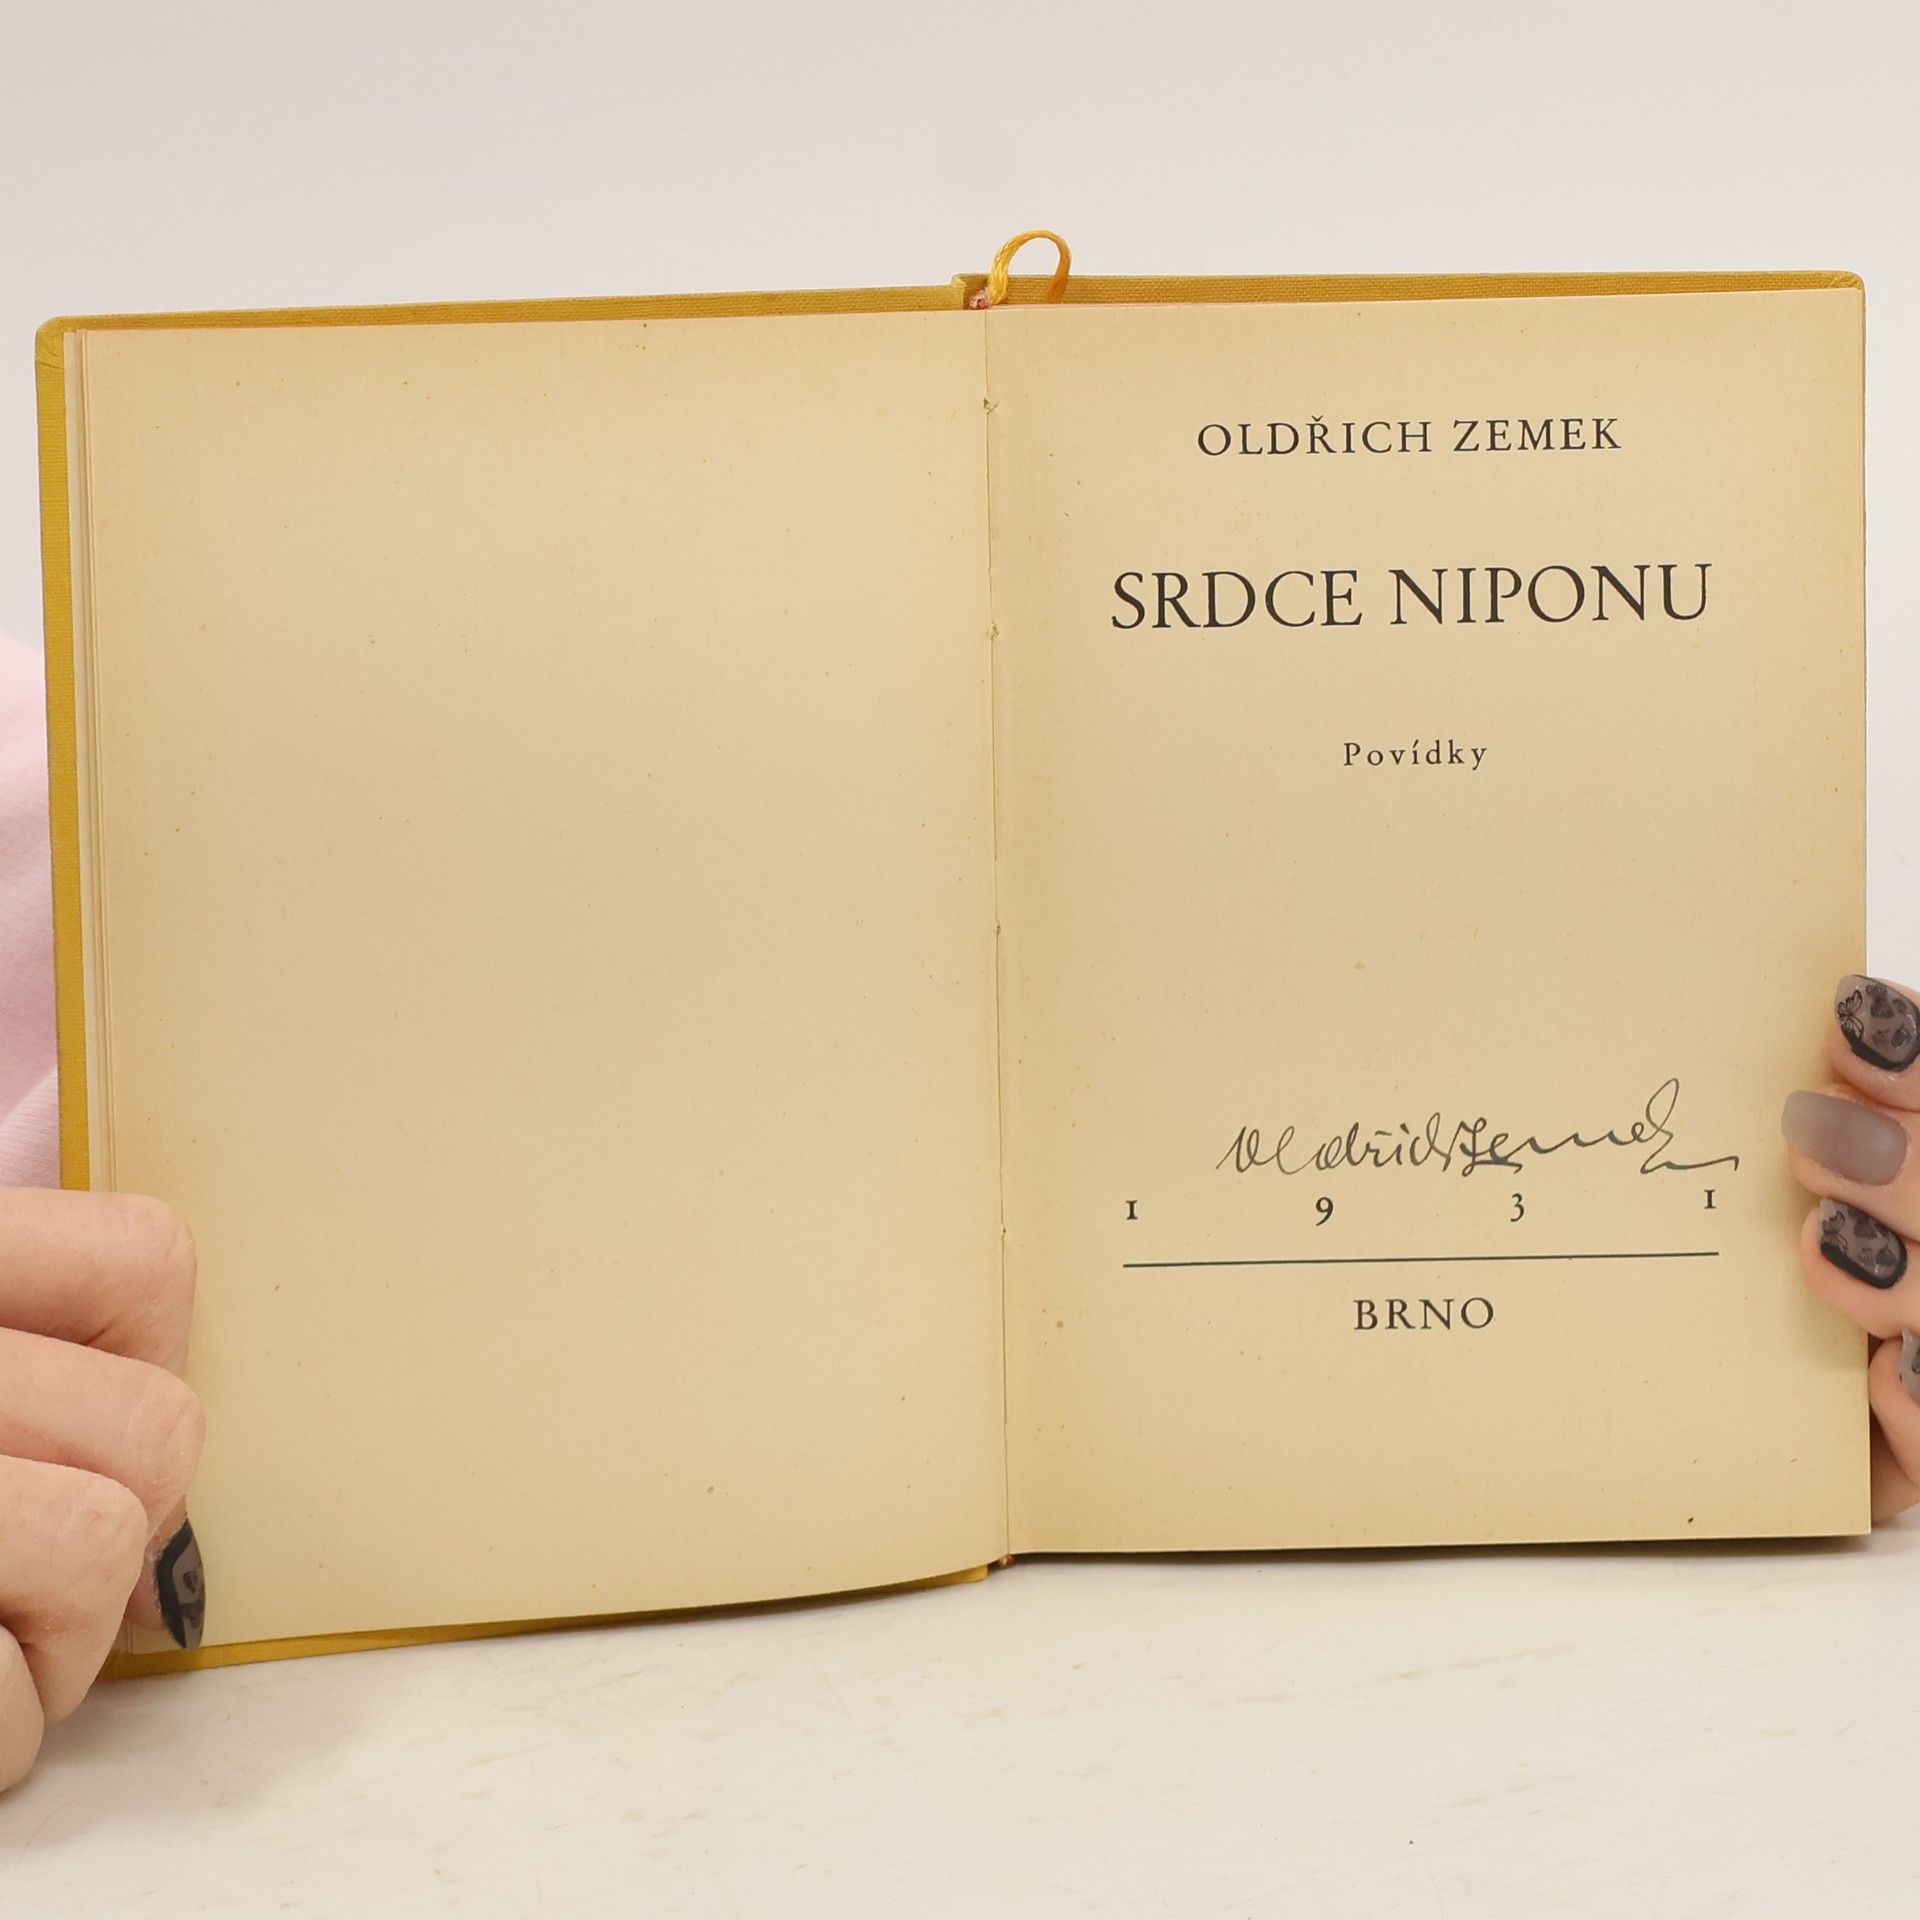 OLDŘICH ZEMEK
SRDCE NIPONU
Povídky
Oldřich Zemek
1 9 3 1
BRNO